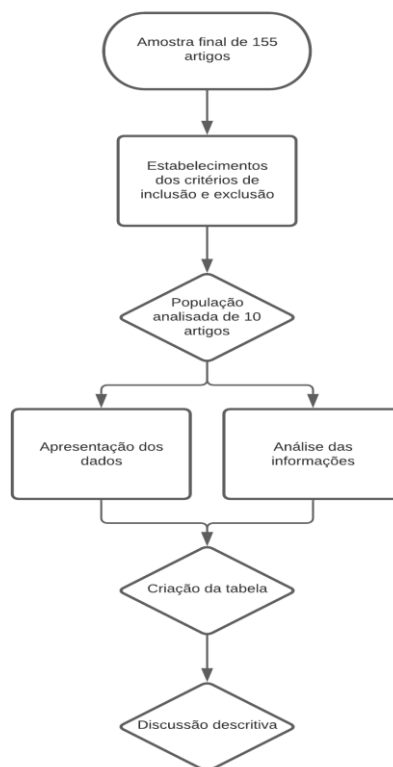 Amostra final de 155
artigos
Estabelecimentos
dos critérios de
inclusão e exclusão
População
analisada de 10
artigos
Apresentação dos
dados
Análise das
informações
Criação da tabela
Discussão descritiva